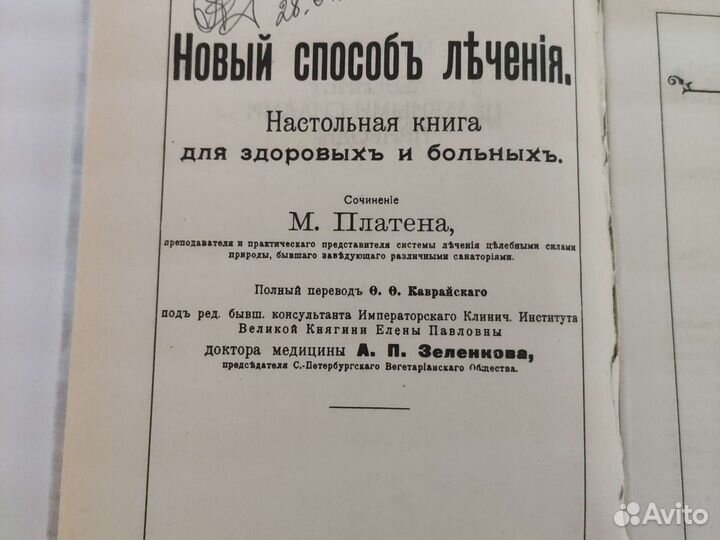 28.
Новый способъ лѣченія.
Настольная книга
для здоровыхъ и больныхъ.
Сочиненіе
М. Платена,
преподавателя и практическаго представителя системы лѣченія цѣлебными силами
природы, бывшаго завѣдующаго различными санаторіями.
Полный переводъ Ѳ. Ѳ. Каврайскаго
подъ ред. бывш. консультанта Императорскаго Клинич. Института
Великой Княгини Елены Павловны
доктора медицины А. П. Зеленкова,
предсѣдателя С.-Петербургскаго Вегетаріанскаго Общества.
Avito